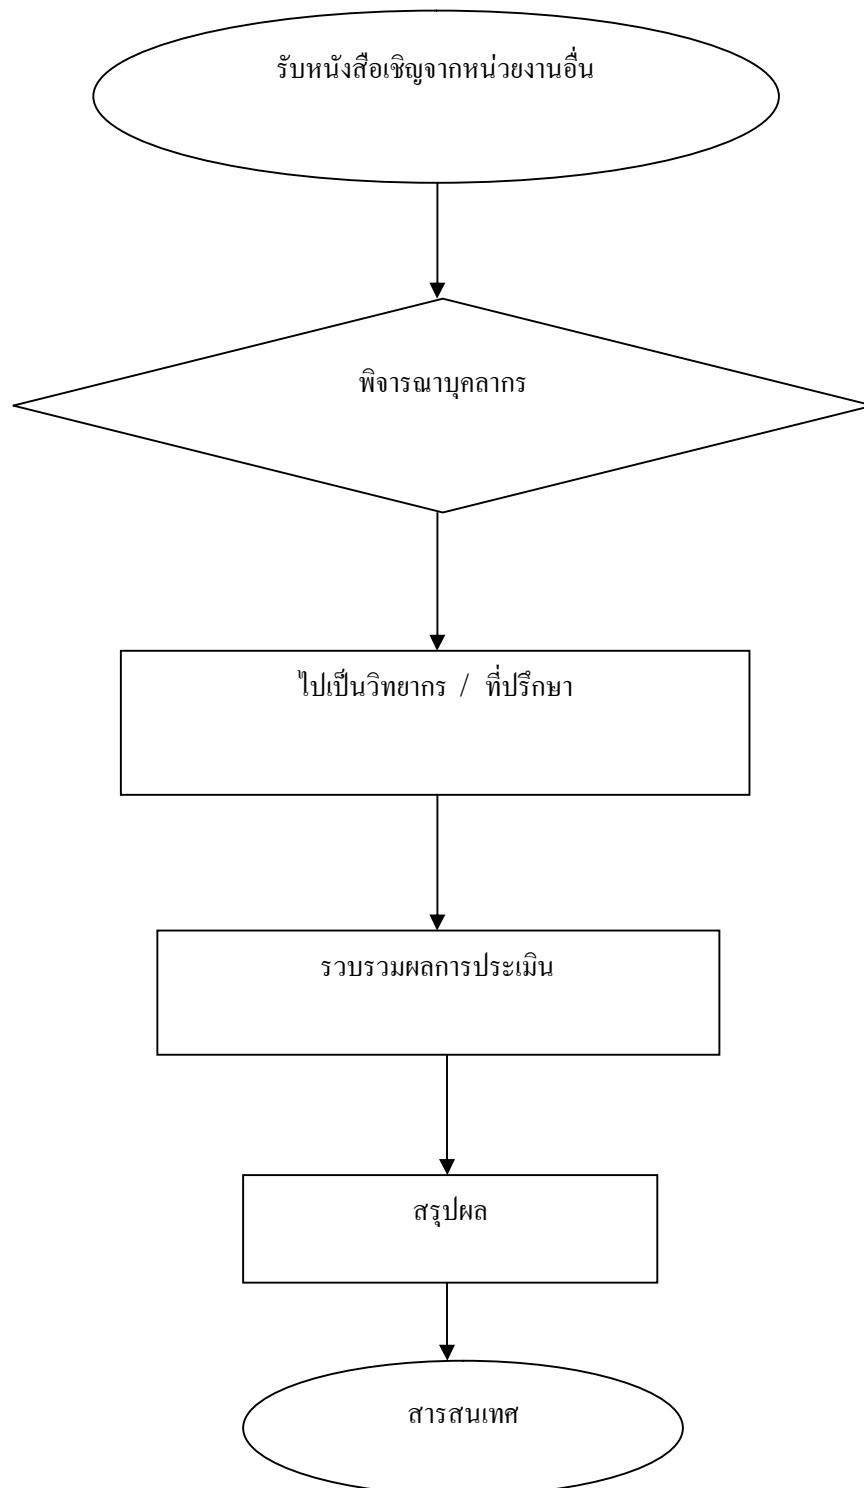 รับหนังสือเชิญจากหน่วยงานอื่น
พิจารณาบุคลากร
ไปเป็นวิทยากร / ที่ปรึกษา
รวบรวมผลการประเมิน
สรุปผล
สารสนเทศ